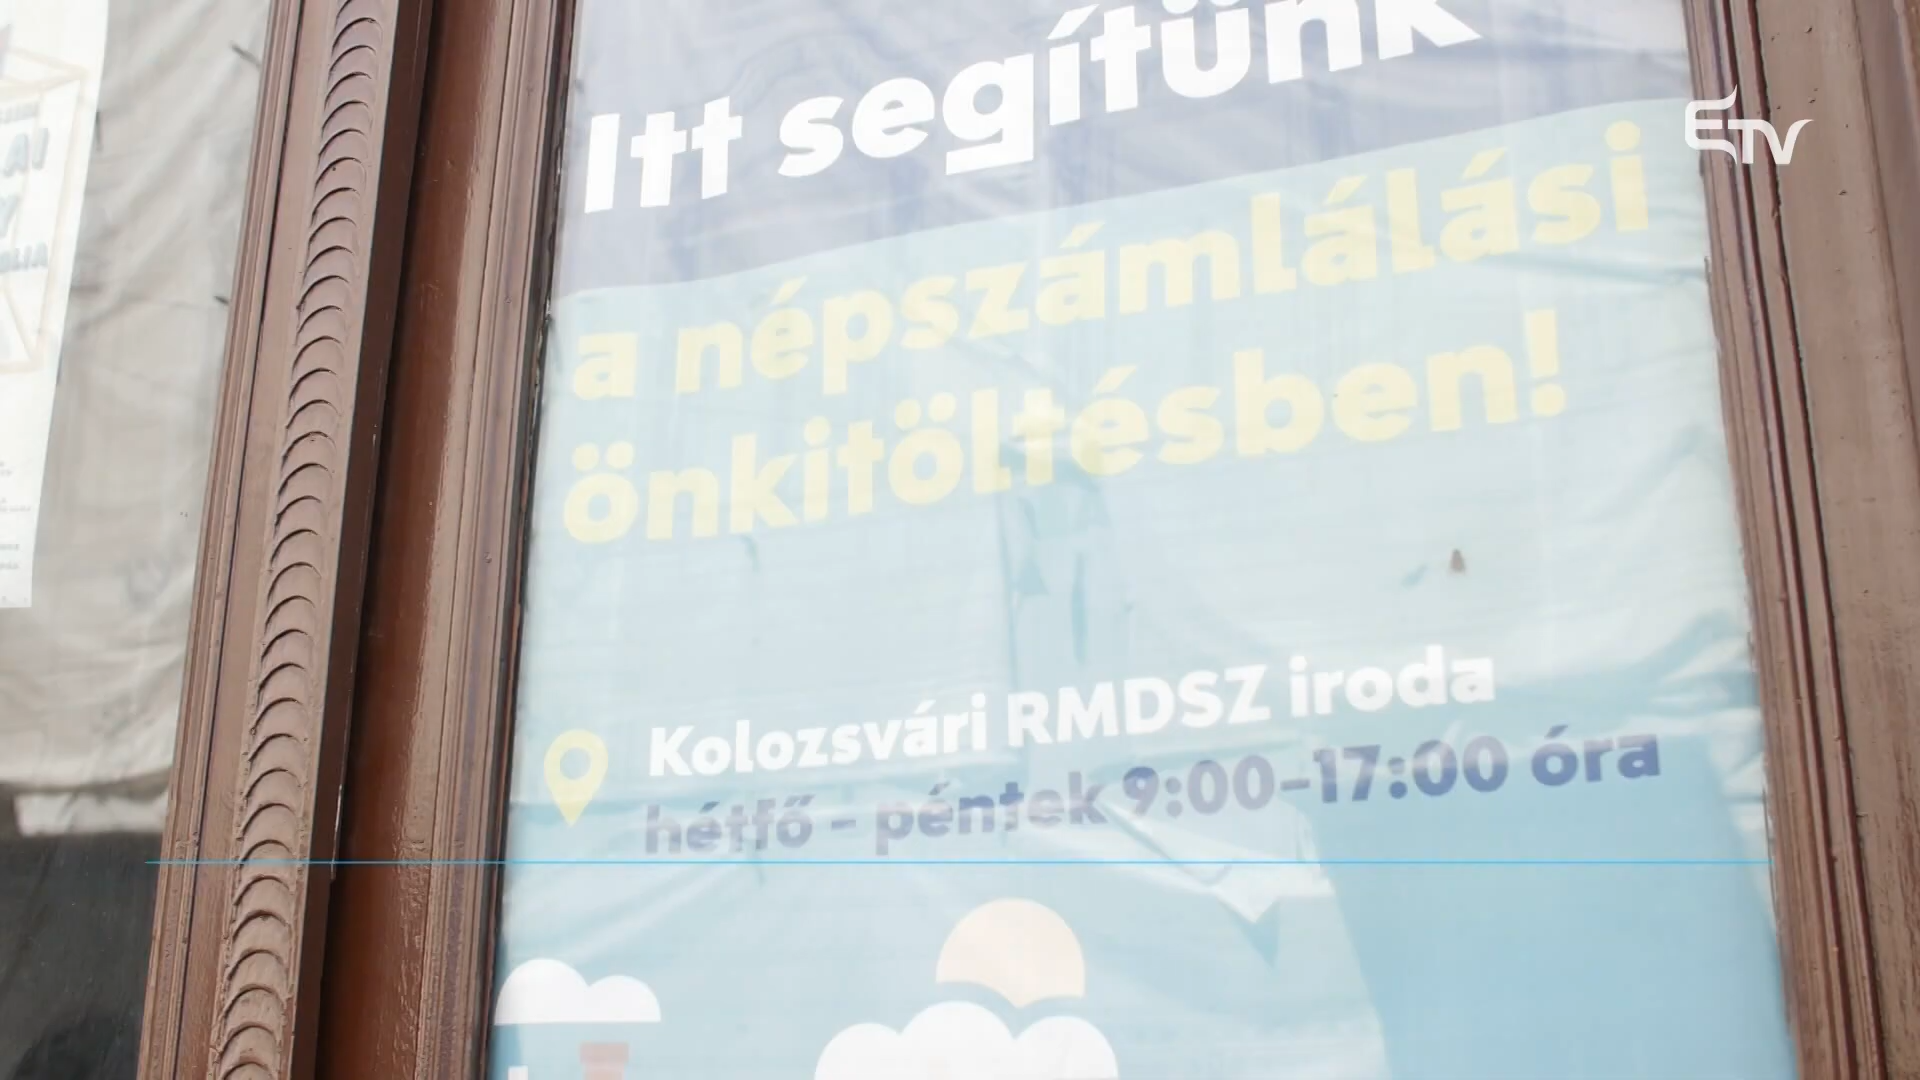 Itt segítünk
a népszámlálási
önkitöltésben!
Kolozsvári RMDSZ iroda
hétfő - péntek 9:00-17:00 óra
ETV